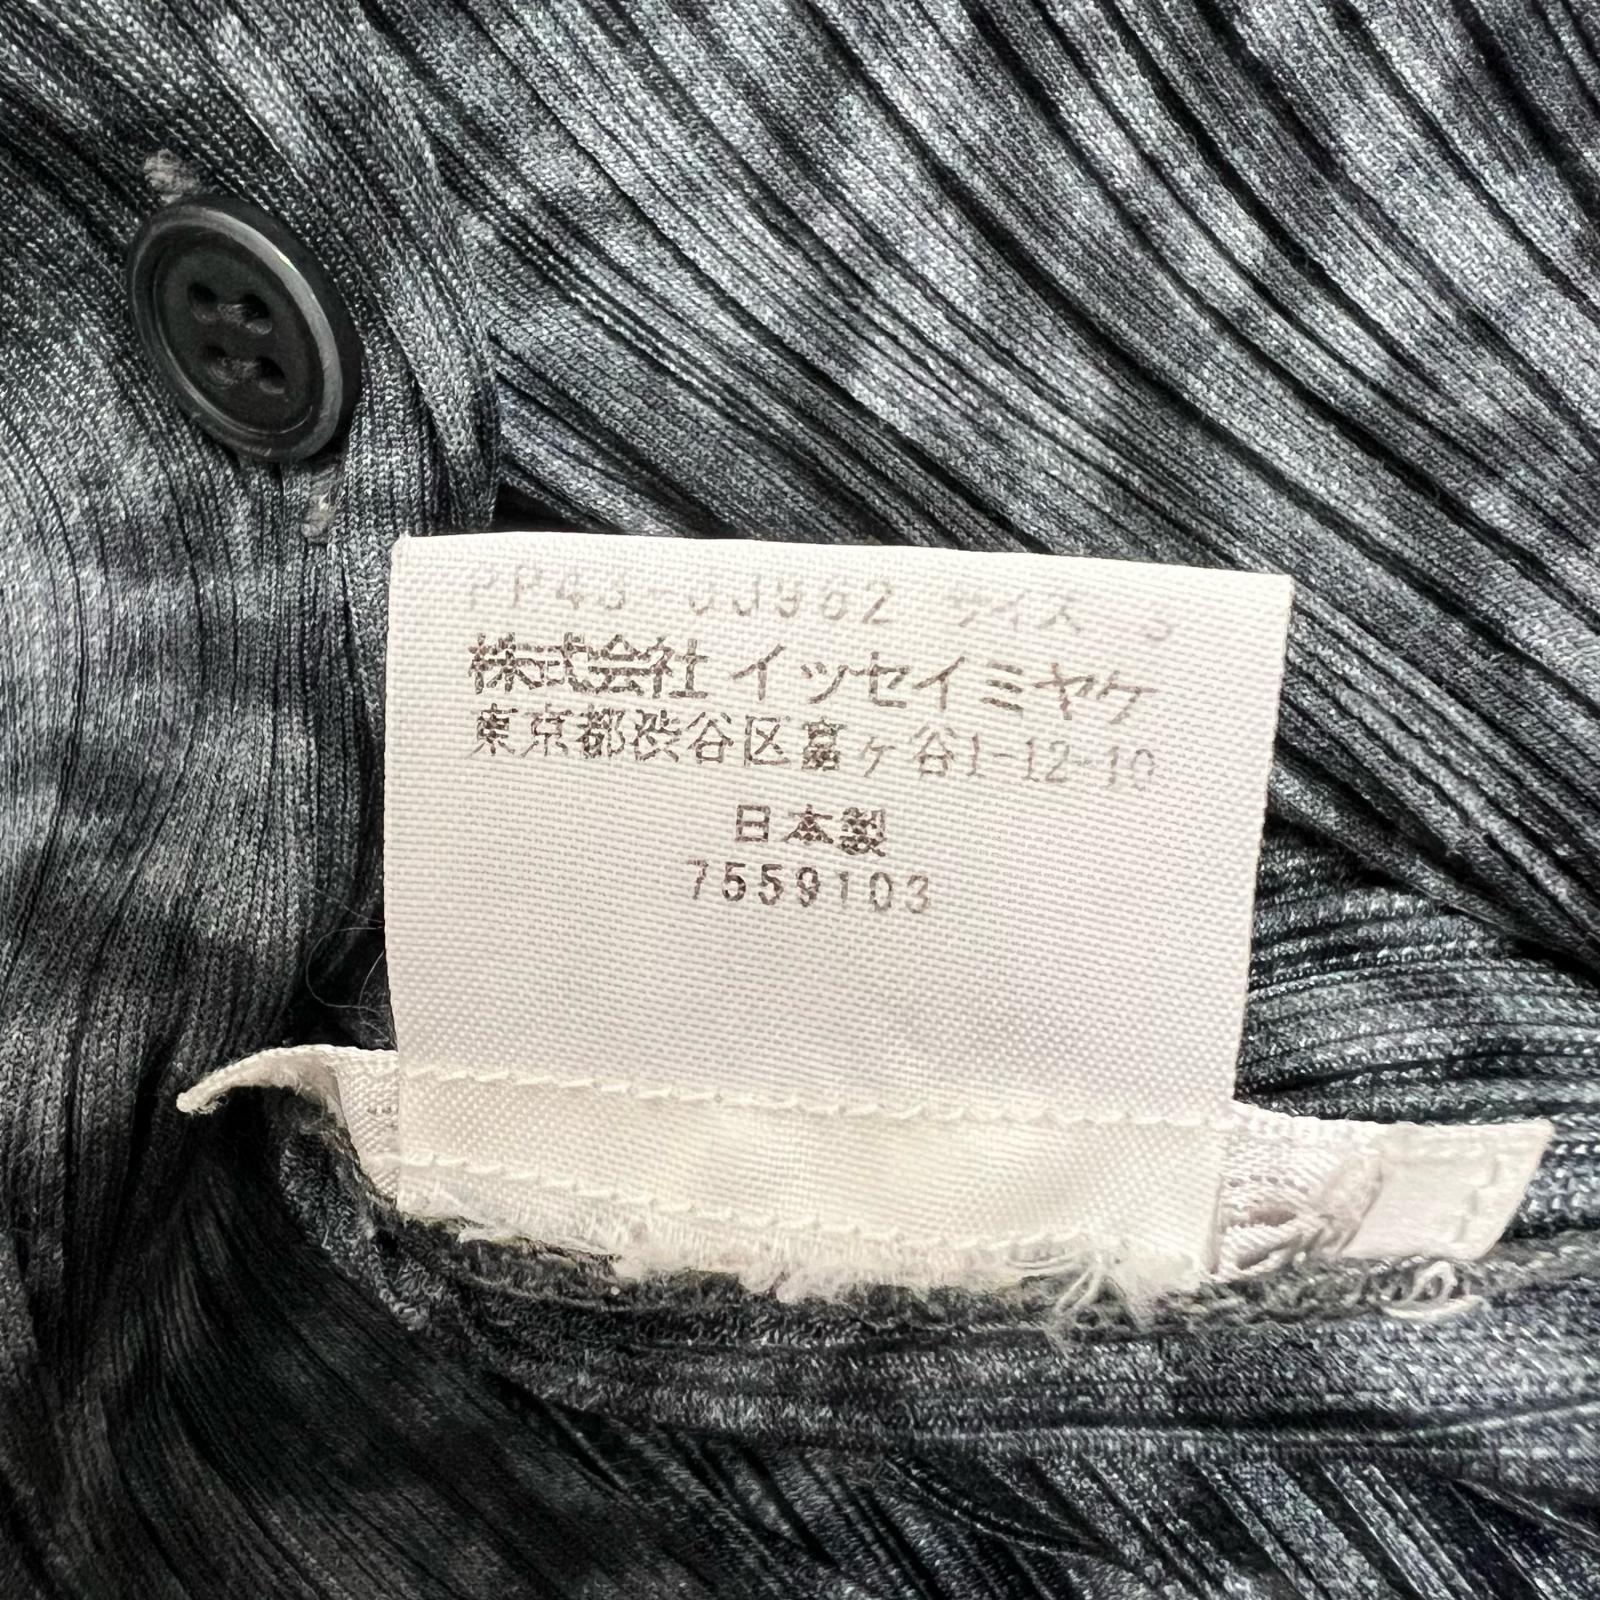 PP43-JJ962 サイズ 3
株式会社 イッセイミヤケ
東京都渋谷区富ヶ谷1-12-10
日本製
7559103